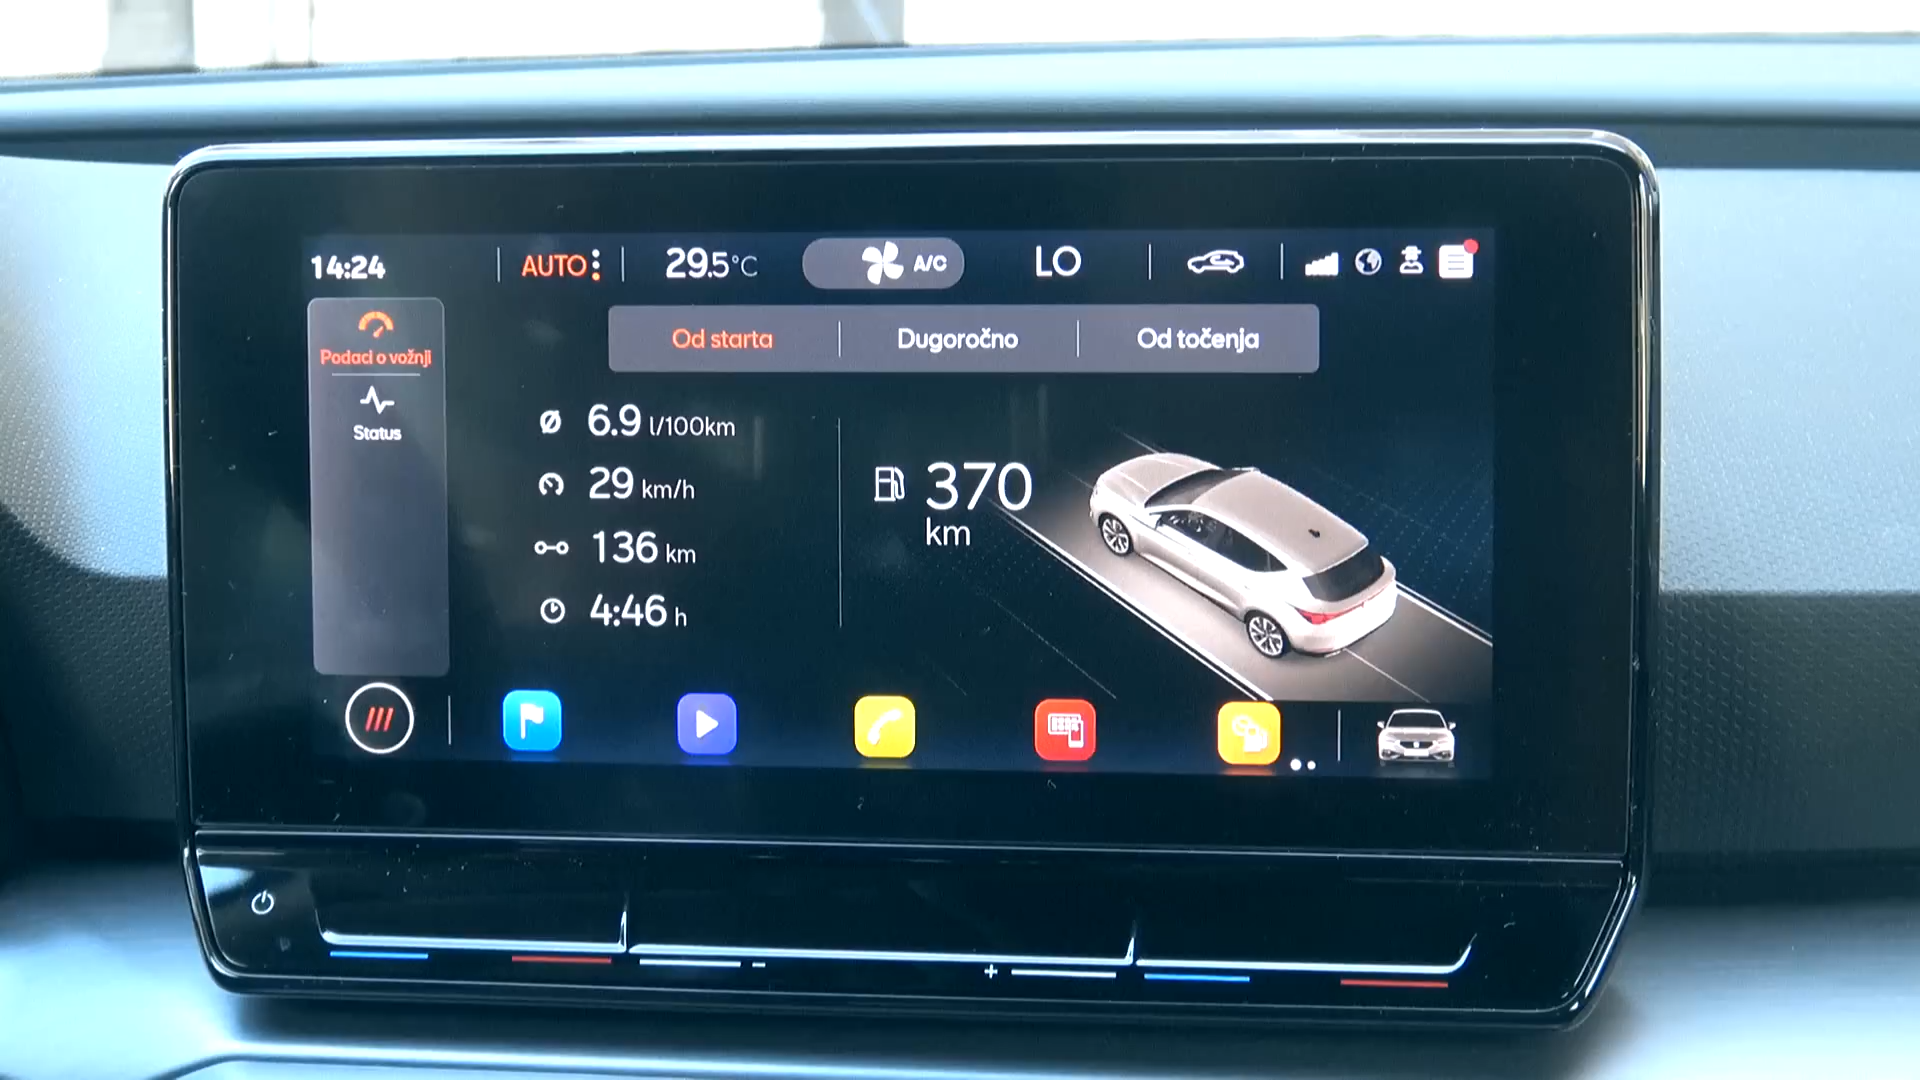 14:24
AUTO
29.5°C
A/C
LO
Podaci o vožnji
Status
Od starta
Dugoročno
Od točenja
Ø 6.9 l/100km
29 km/h
136 km
4:46 h
370
km
- +